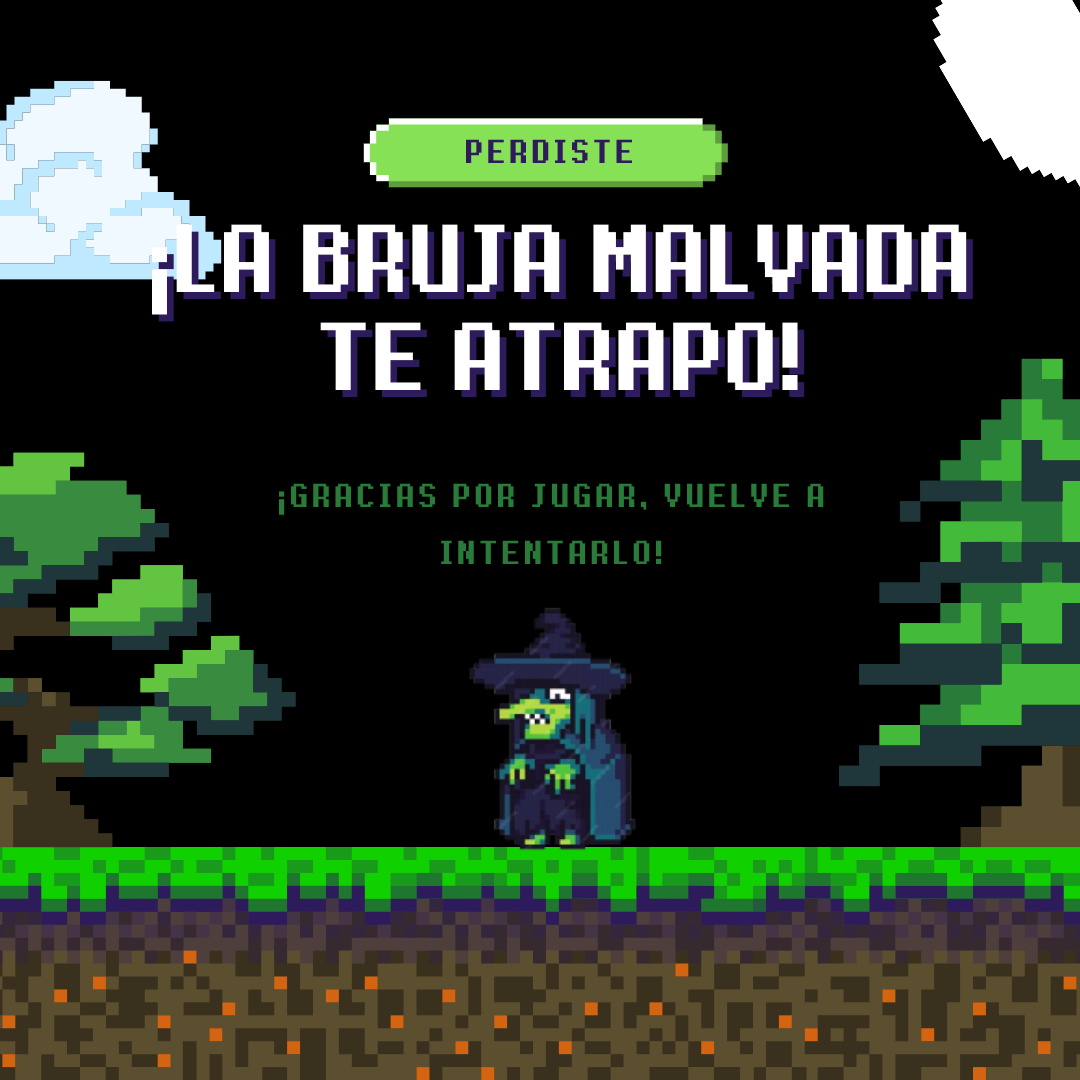 PERDISTE
¡LA BRUJA MALVADA
TE ATRAPO!
¡GRACIAS POR JUGAR, VUELVE A
INTENTARLO!